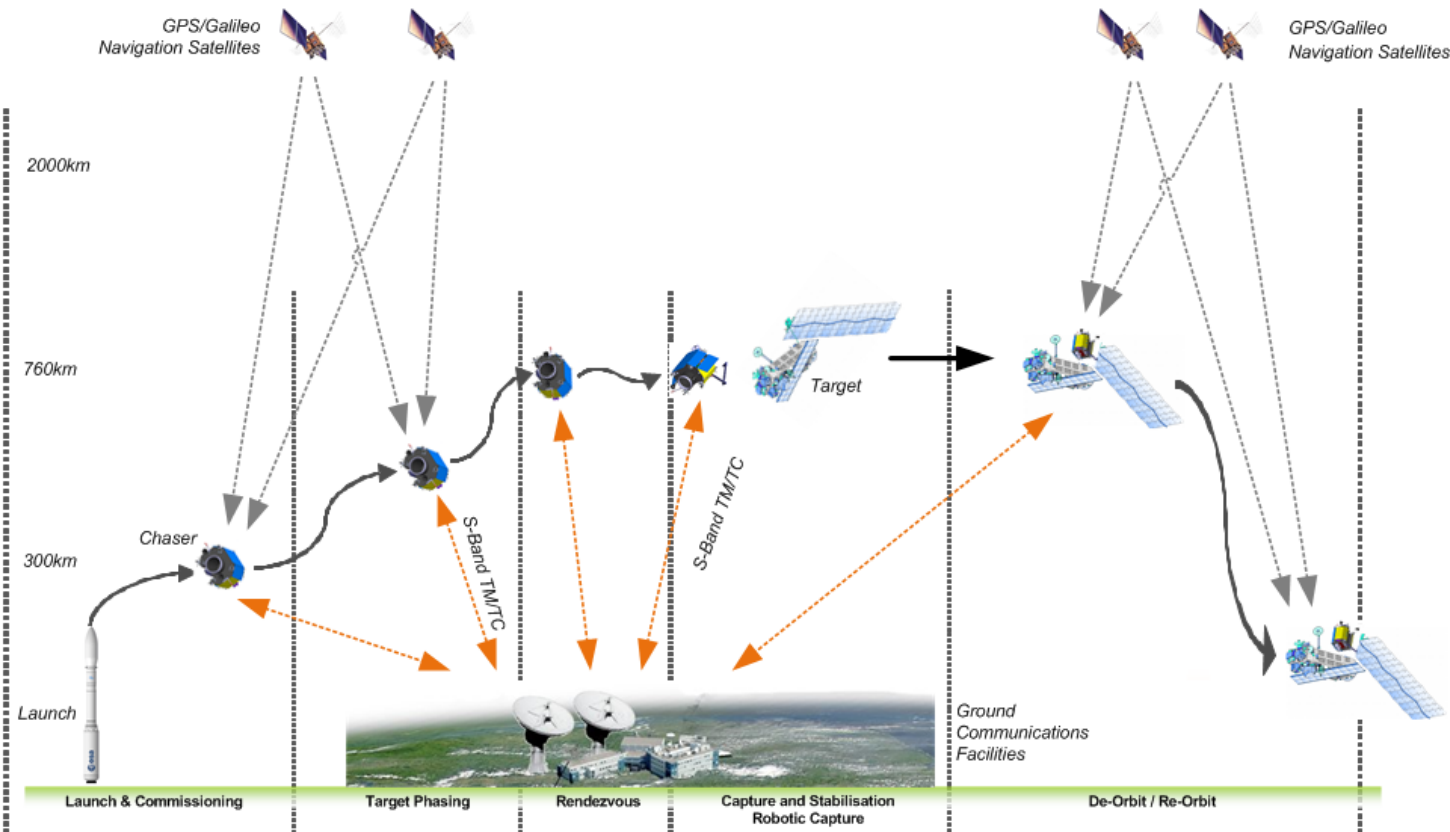 GPS/Galileo
Navigation Satellites
GPS/Galileo
Navigation Satellites
2000km
760km
Target
S-Band TM/TC
S-Band TM/TC
Chaser
300km
Launch
esa
Ground
Communications
Facilities
Launch & Commissioning
Target Phasing
Rendezvous
Capture and Stabilisation
Robotic Capture
De-Orbit / Re-Orbit